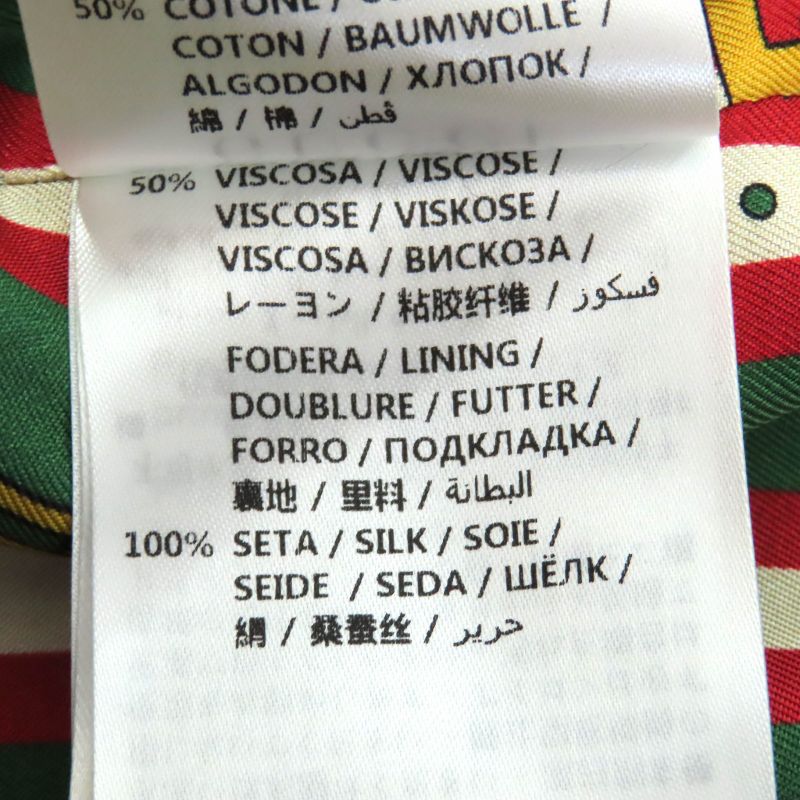 50% COTONE /
COTON / BAUMWOLLE /
ALGODON / ХЛОПОК /
綿 / 棉 / قطن
50% VISCOSA / VISCOSE /
VISCOSE / VISKOSE /
VISCOSA / ВИСКОЗА /
レーヨン / 粘胶纤维 / فسكوز
FODERA / LINING /
DOUBLURE / FUTTER /
FORRO / ПОДКЛАДКА /
裏地 / 里料 / البطانة
100% SETA / SILK / SOIE /
SEIDE / SEDA / ШЁЛК /
絹 / 桑蚕丝 / حرير